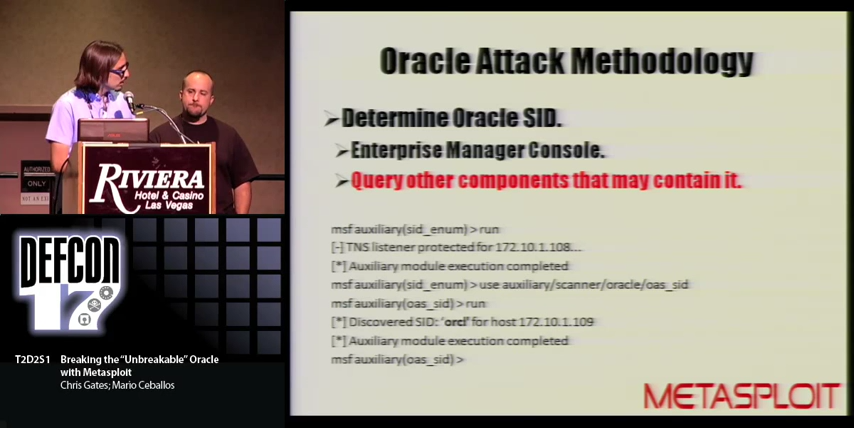 AUTHORIZED
ONLY
RIVIERA
Hotel & Casino
Las Vegas
DEFCON
17
T2D2S1 Breaking the "Unbreakable" Oracle
with Metasploit
Chris Gates; Mario Ceballos
Oracle Attack Methodology
Determine Oracle SID.
Enterprise Manager Console.
Query other components that may contain it.
msf auxiliary(sid_enum) > run
[-] TNS listener protected for 172.10.1.108...
[*] Auxiliary module execution completed
msf auxiliary(sid_enum) > use auxiliary/scanner/oracle/oas_sid
msf auxiliary(oas_sid) > run
[*] Discovered SID: 'orcl' for host 172.10.1.109
[*] Auxiliary module execution completed
msf auxiliary(oas_sid) >
METASPLOIT